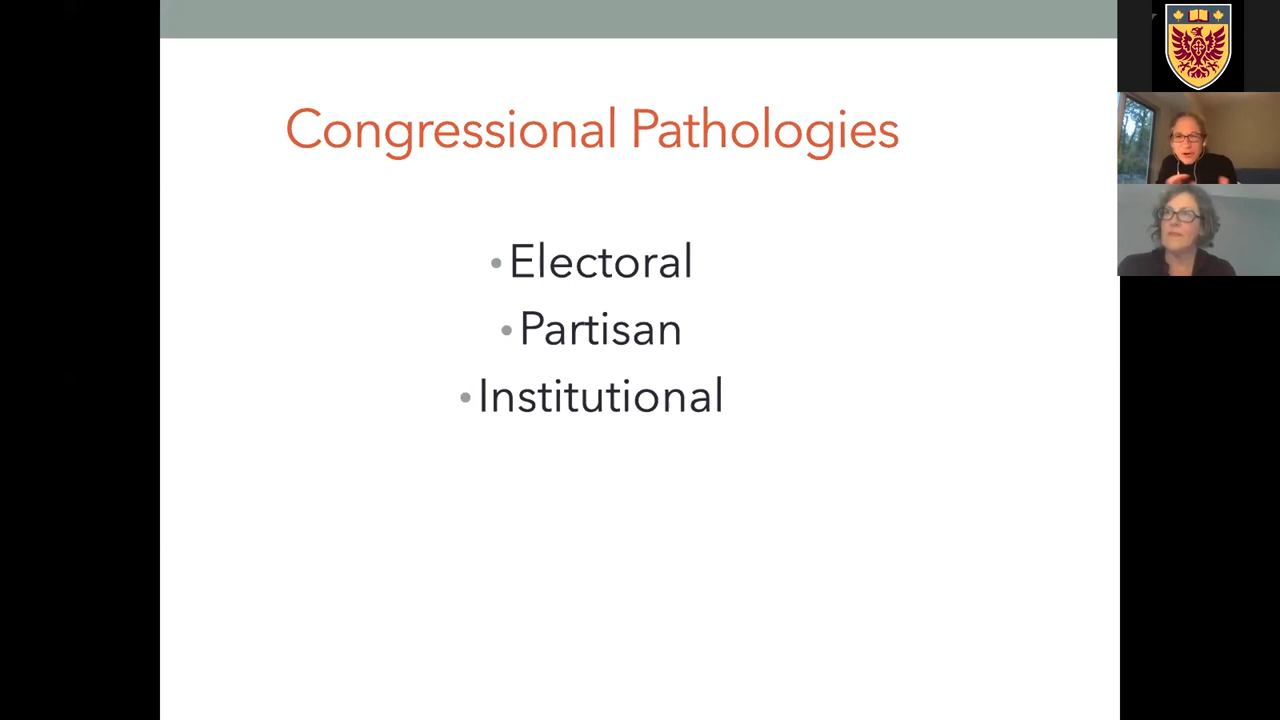 Congressional Pathologies
•Electoral
•Partisan
•Institutional